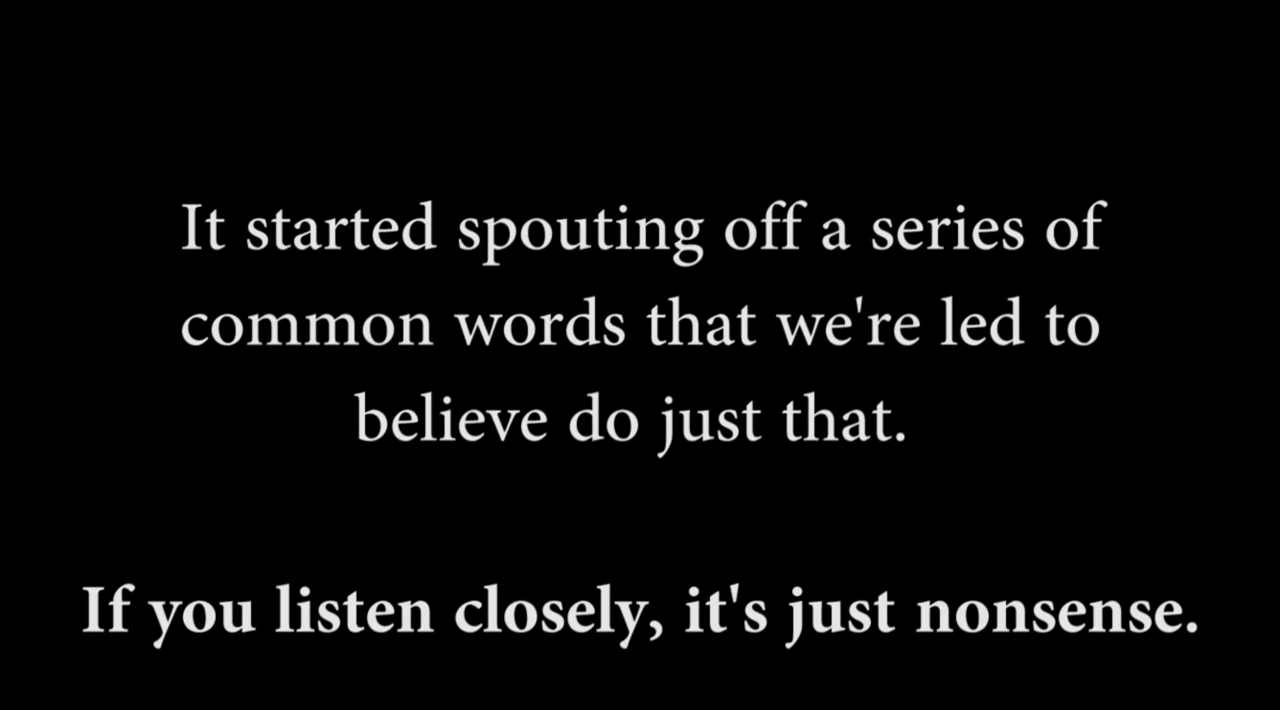 It started spouting off a series of
common words that we're led to
believe do just that.
If you listen closely, it's just nonsense.